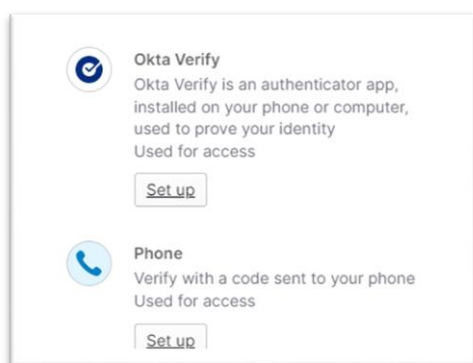 Okta Verify
Okta Verify is an authenticator app,
installed on your phone or computer,
used to prove your identity
Used for access
Set up
Phone
Verify with a code sent to your phone
Used for access
Set up